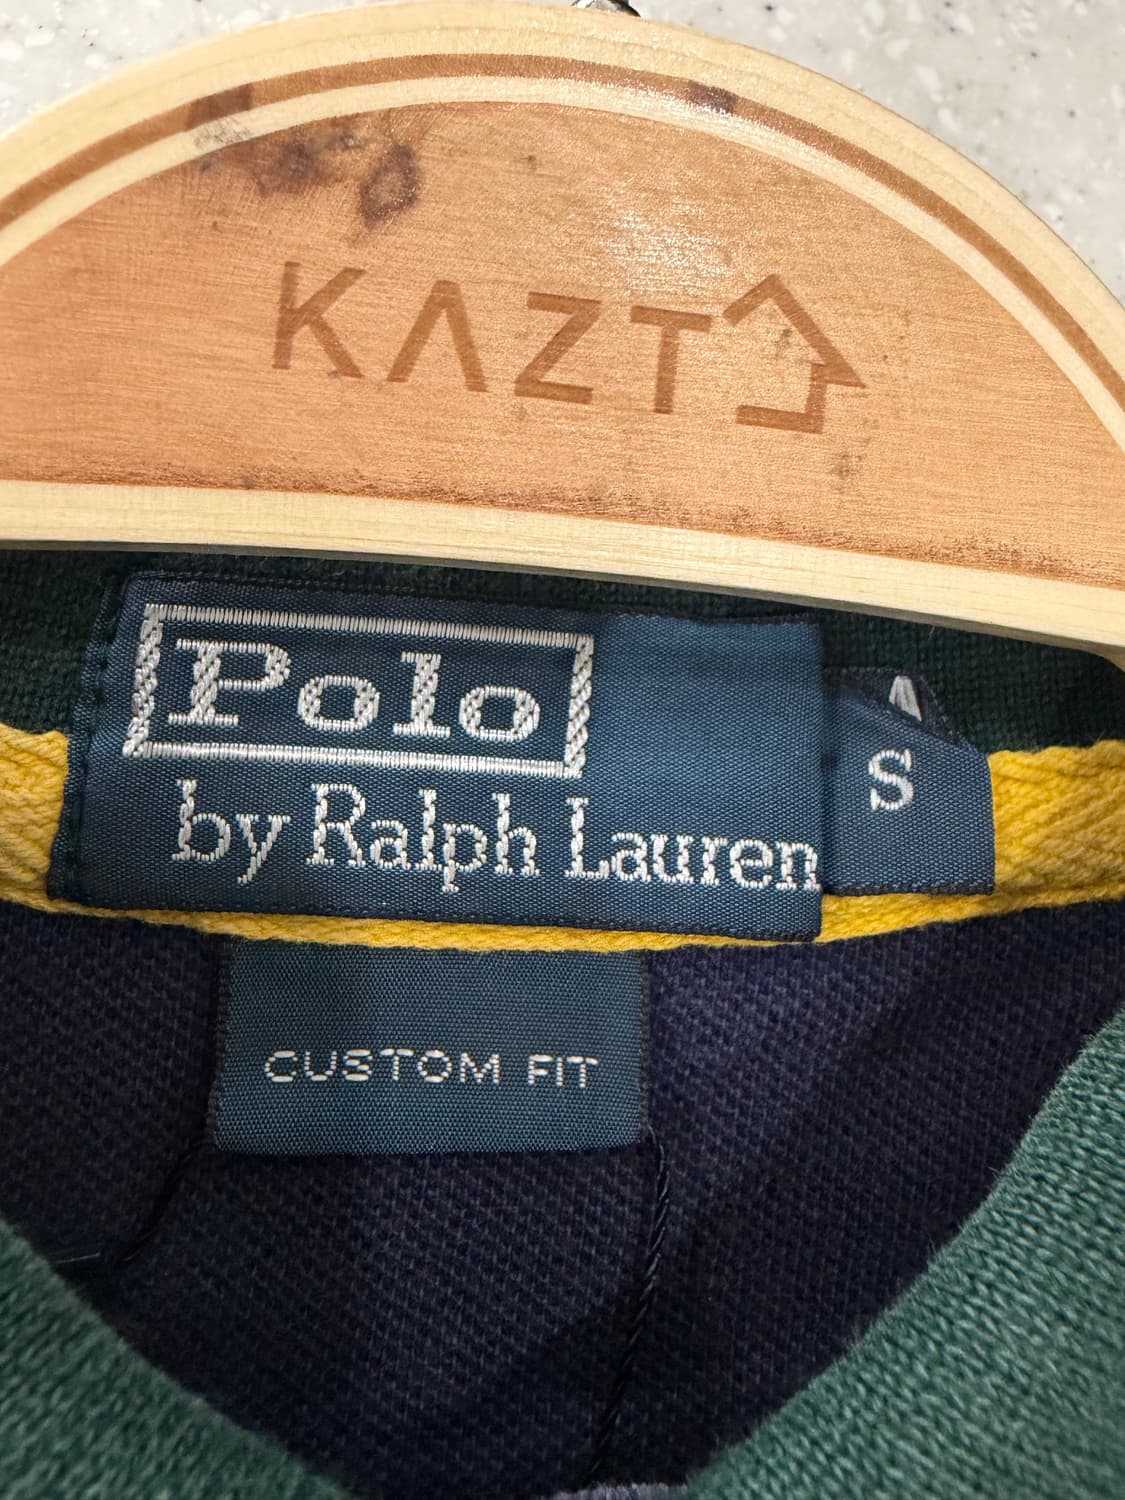 KAZT
Polo
by Ralph Lauren
S
CUSTOM FIT